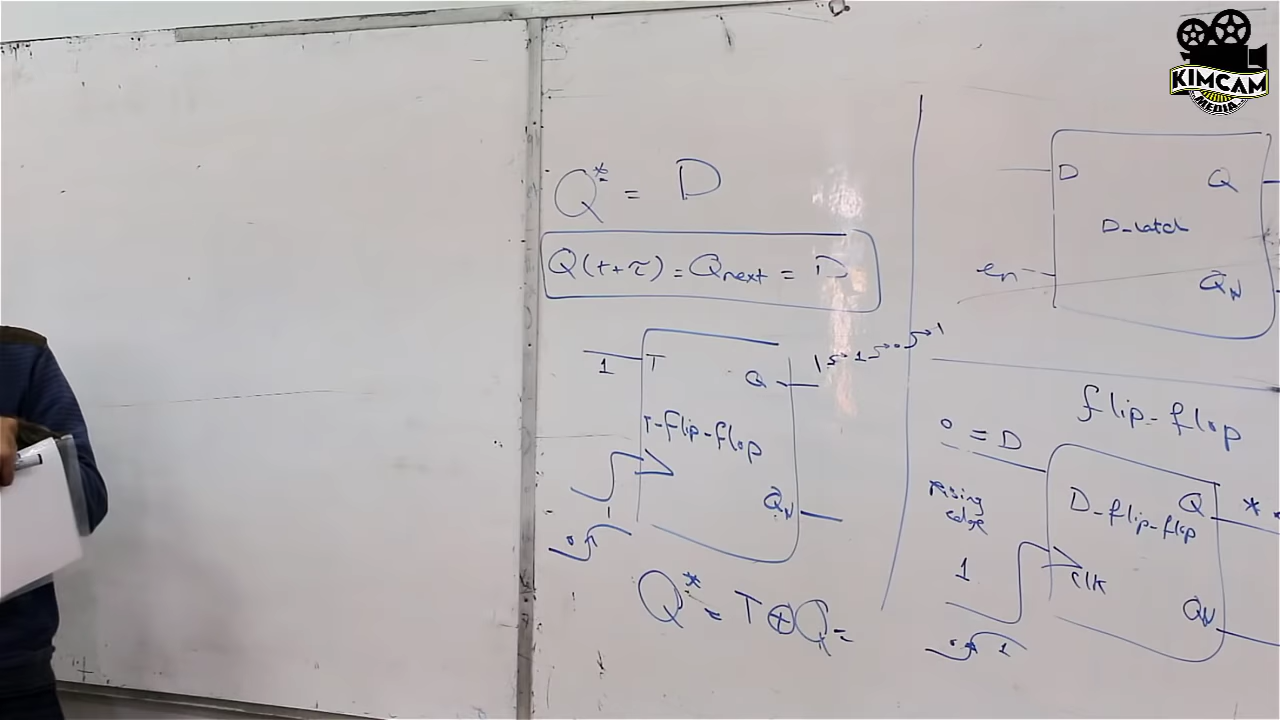 KIMCAM
MEDIA
Q* = D
Q(t+τ) = Qnext = D
1
T
Q
1 → 1 → 0 → 1
T-flip-flop
QN
0 1
Q* = T⊕Q =
D
Q
D-latch
en
QN
flip-flop
0 = D
D-flip-flop
Q
*
rising
edge
1
clk
QN
0 1